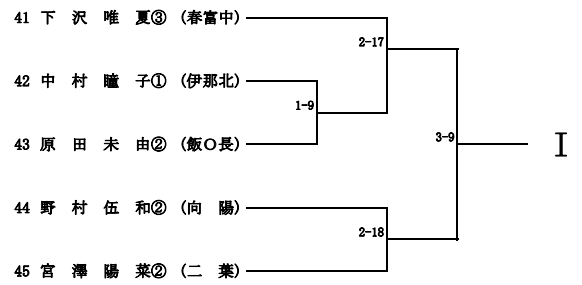 41 下 沢 唯 夏③ (春富中)
2-17
42 中 村 瞳 子① (伊那北)
1-9
43 原 田 未 由② (飯O長)
3-9
I
44 野 村 伍 和② (向 陽)
2-18
45 宮 澤 陽 菜② (二 葉)